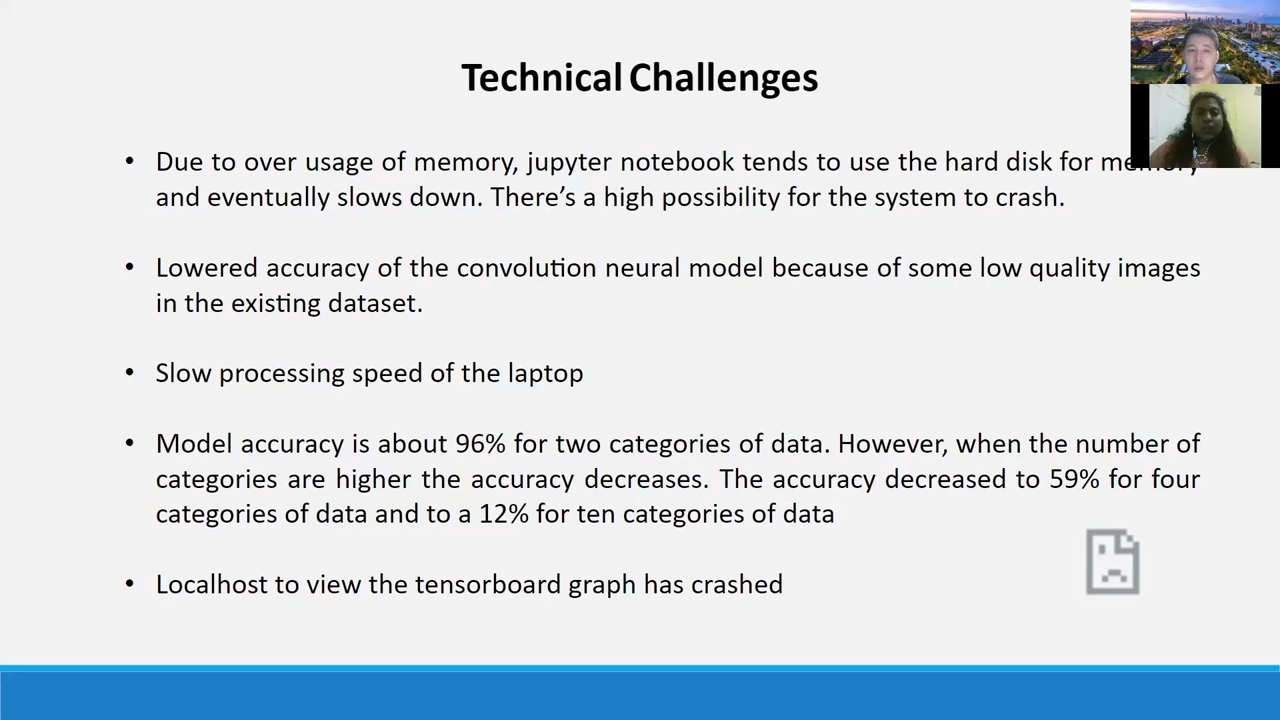 Technical Challenges
• Due to over usage of memory, jupyter notebook tends to use the hard disk for memory
and eventually slows down. There’s a high possibility for the system to crash.
• Lowered accuracy of the convolution neural model because of some low quality images
in the existing dataset.
• Slow processing speed of the laptop
• Model accuracy is about 96% for two categories of data. However, when the number of
categories are higher the accuracy decreases. The accuracy decreased to 59% for four
categories of data and to a 12% for ten categories of data
• Localhost to view the tensorboard graph has crashed